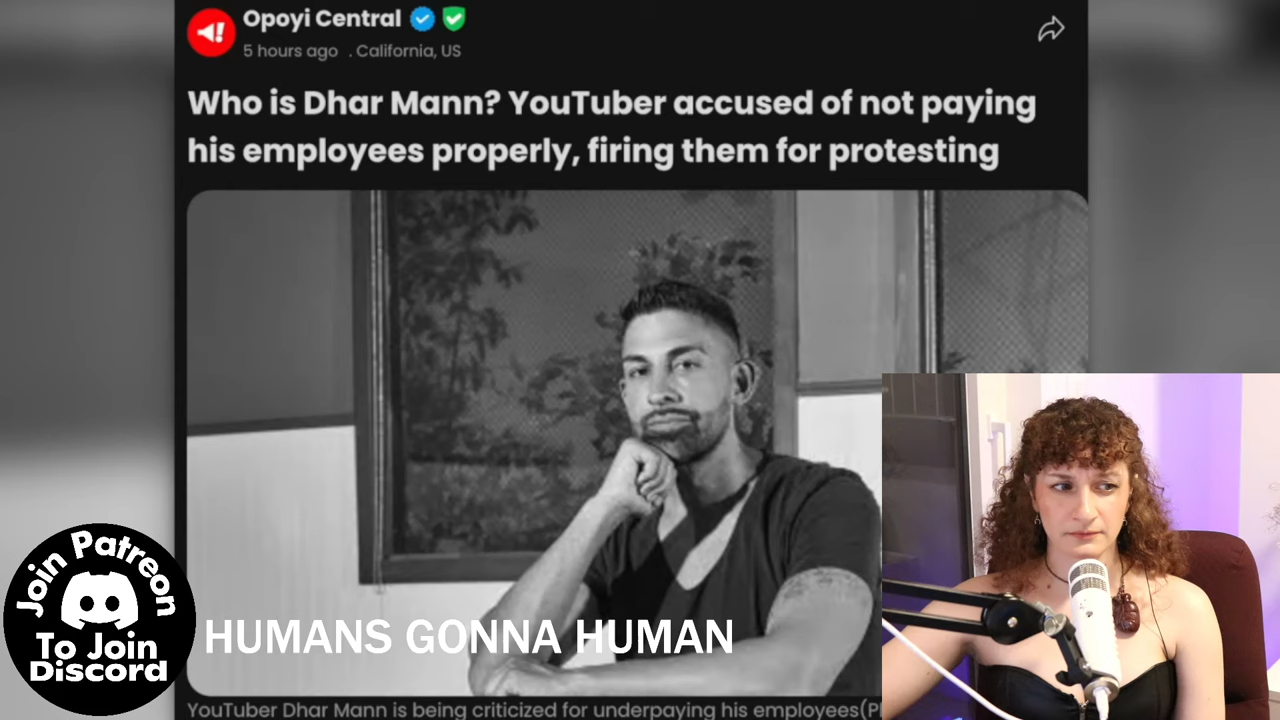 Opoyi Central
5 hours ago . California, US
Who is Dhar Mann? YouTuber accused of not paying
his employees properly, firing them for protesting
Join Patreon
To Join
Discord
HUMANS GONNA HUMAN
YouTuber Dhar Mann is being criticized for underpaying his employees(P